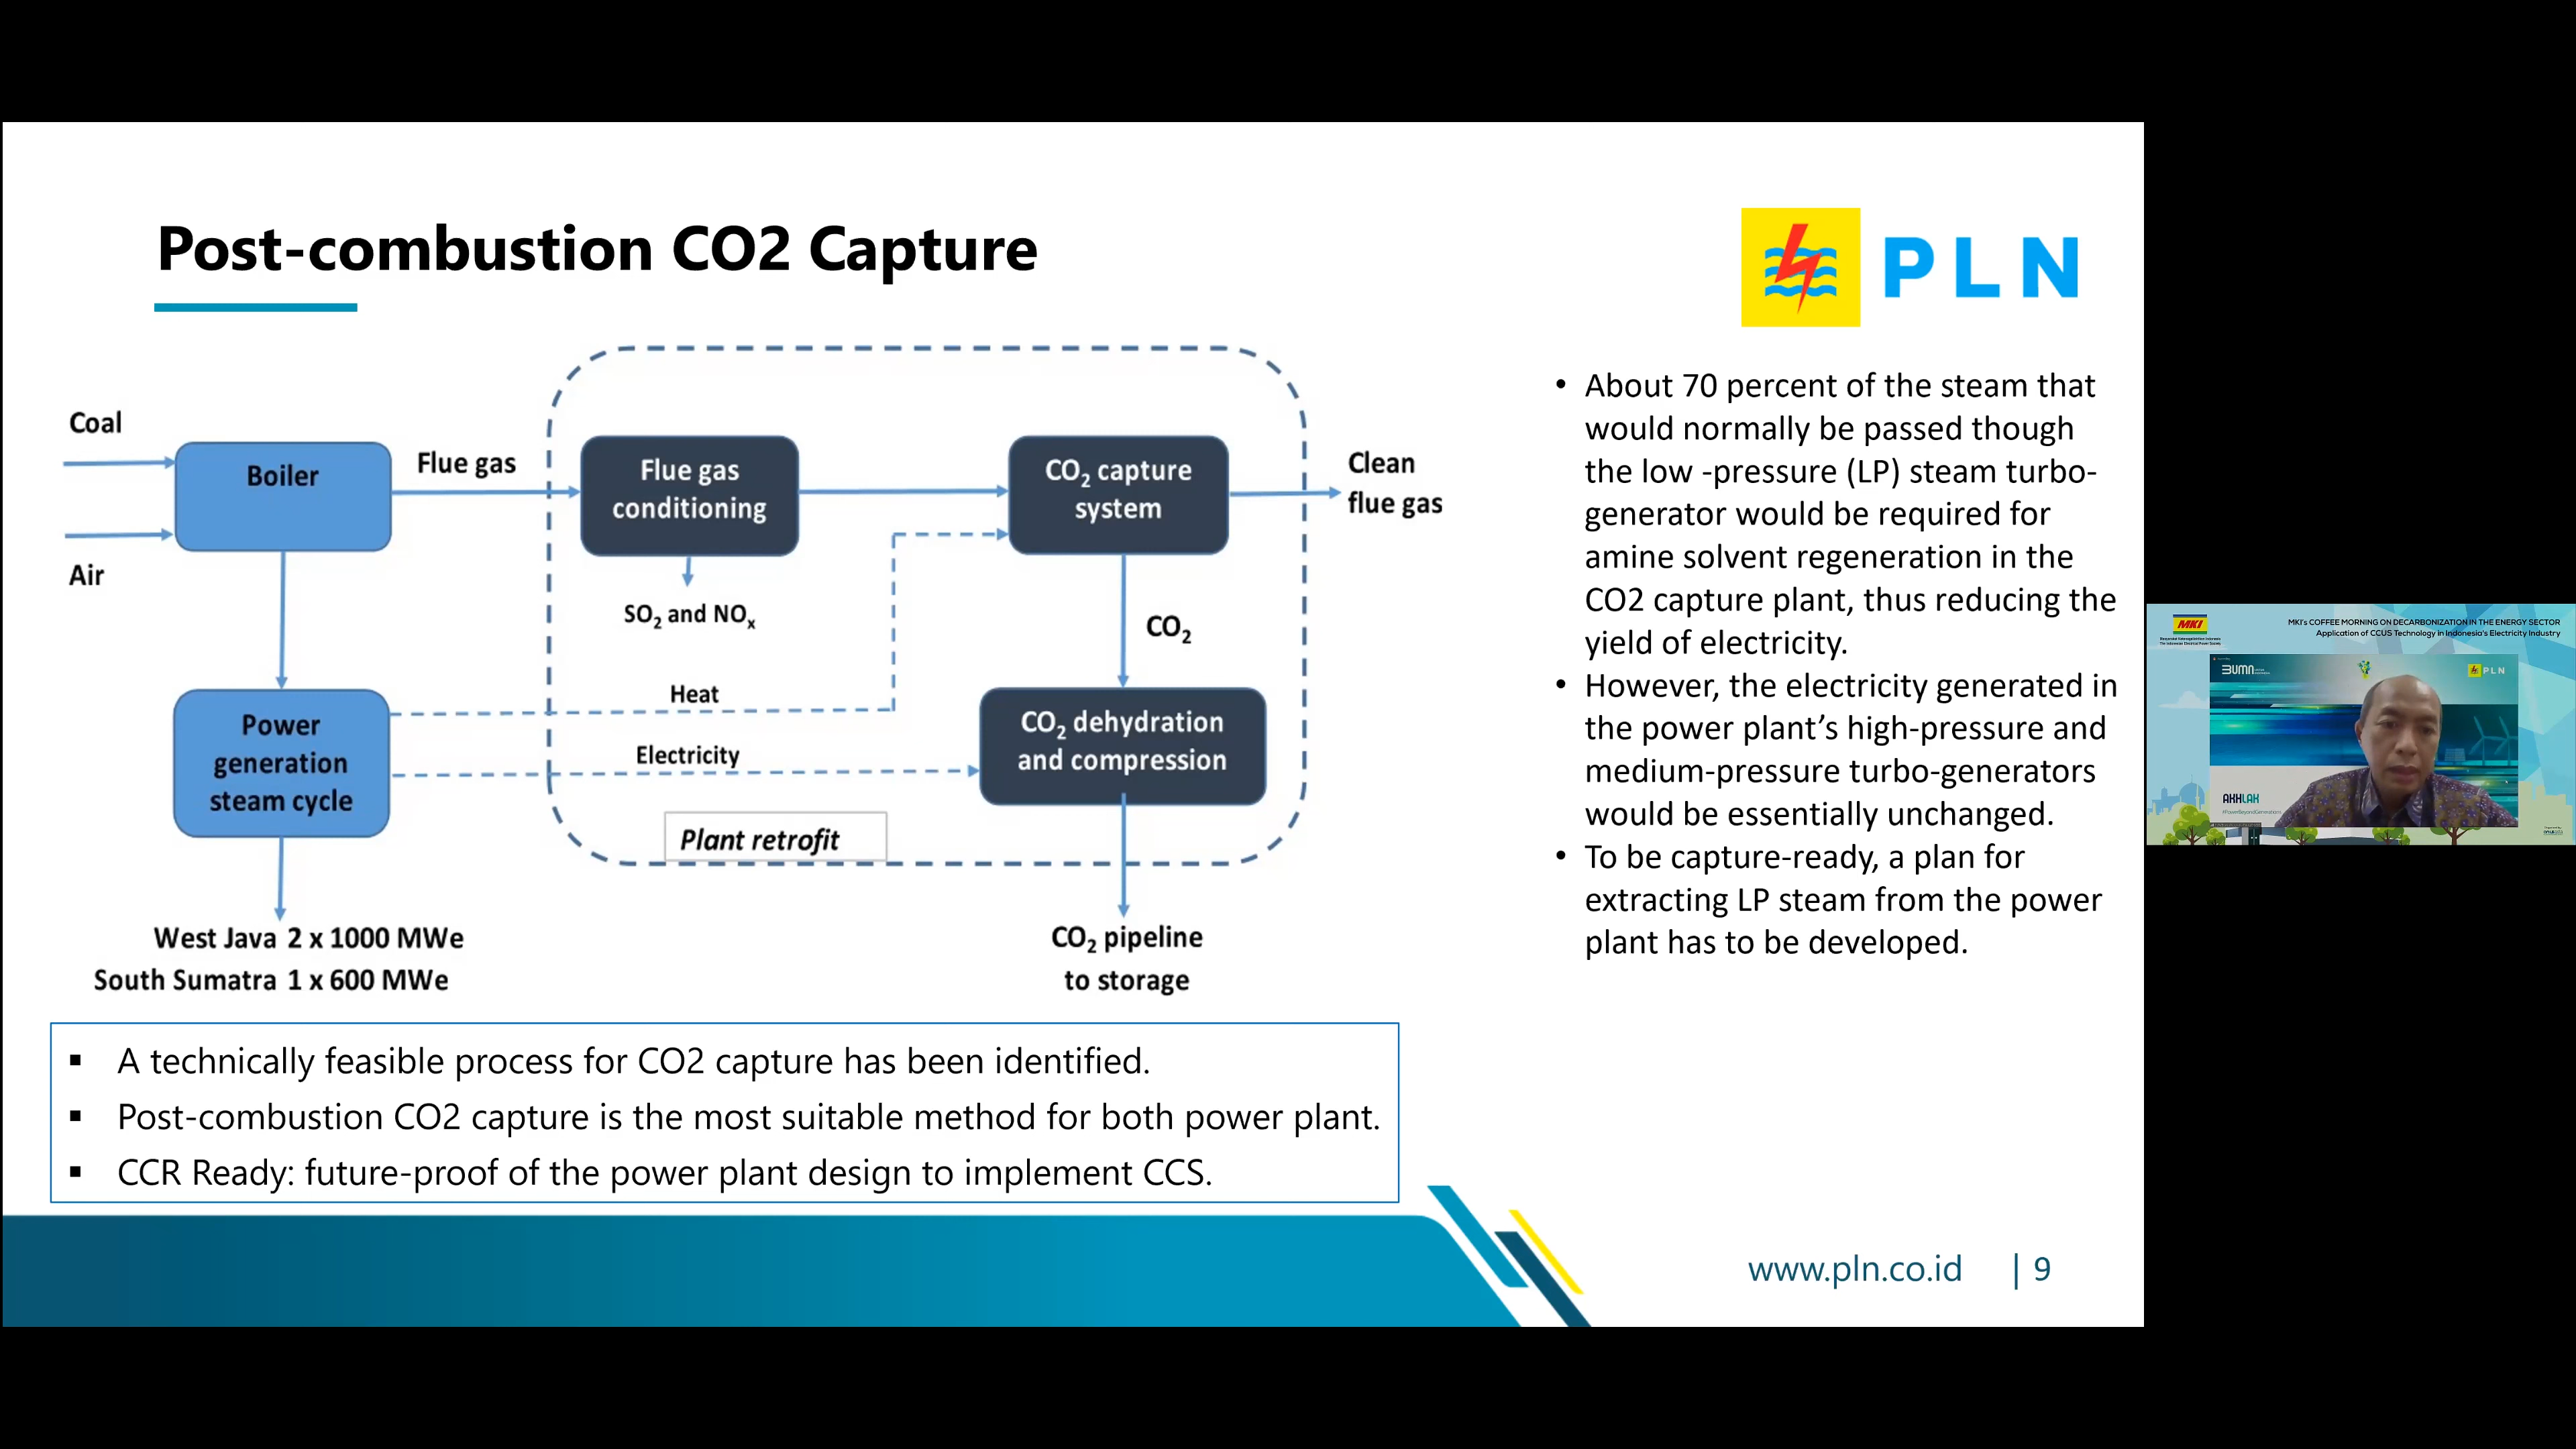 Post-combustion CO2 Capture
PLN
Coal
Air
Boiler
Flue gas
Flue gas
conditioning
SO2 and NOx
CO2 capture
system
Clean
flue gas
CO2
Heat
Electricity
Power
generation
steam cycle
CO2 dehydration
and compression
Plant retrofit
West Java 2 x 1000 MWe
South Sumatra 1 x 600 MWe
CO2 pipeline
to storage
• About 70 percent of the steam that
would normally be passed though
the low -pressure (LP) steam turbo-
generator would be required for
amine solvent regeneration in the
CO2 capture plant, thus reducing the
yield of electricity.
• However, the electricity generated in
the power plant’s high-pressure and
medium-pressure turbo-generators
would be essentially unchanged.
• To be capture-ready, a plan for
extracting LP steam from the power
plant has to be developed.
▪ A technically feasible process for CO2 capture has been identified.
▪ Post-combustion CO2 capture is the most suitable method for both power plant.
▪ CCR Ready: future-proof of the power plant design to implement CCS.
www.pln.co.id | 9
MKI
MKI's COFFEE MORNING ON DECARBONIZATION IN THE ENERGY SECTOR
Application of CCUS Technology in Indonesia's Electricity Industry
BUMN
PLN
AKHLAK